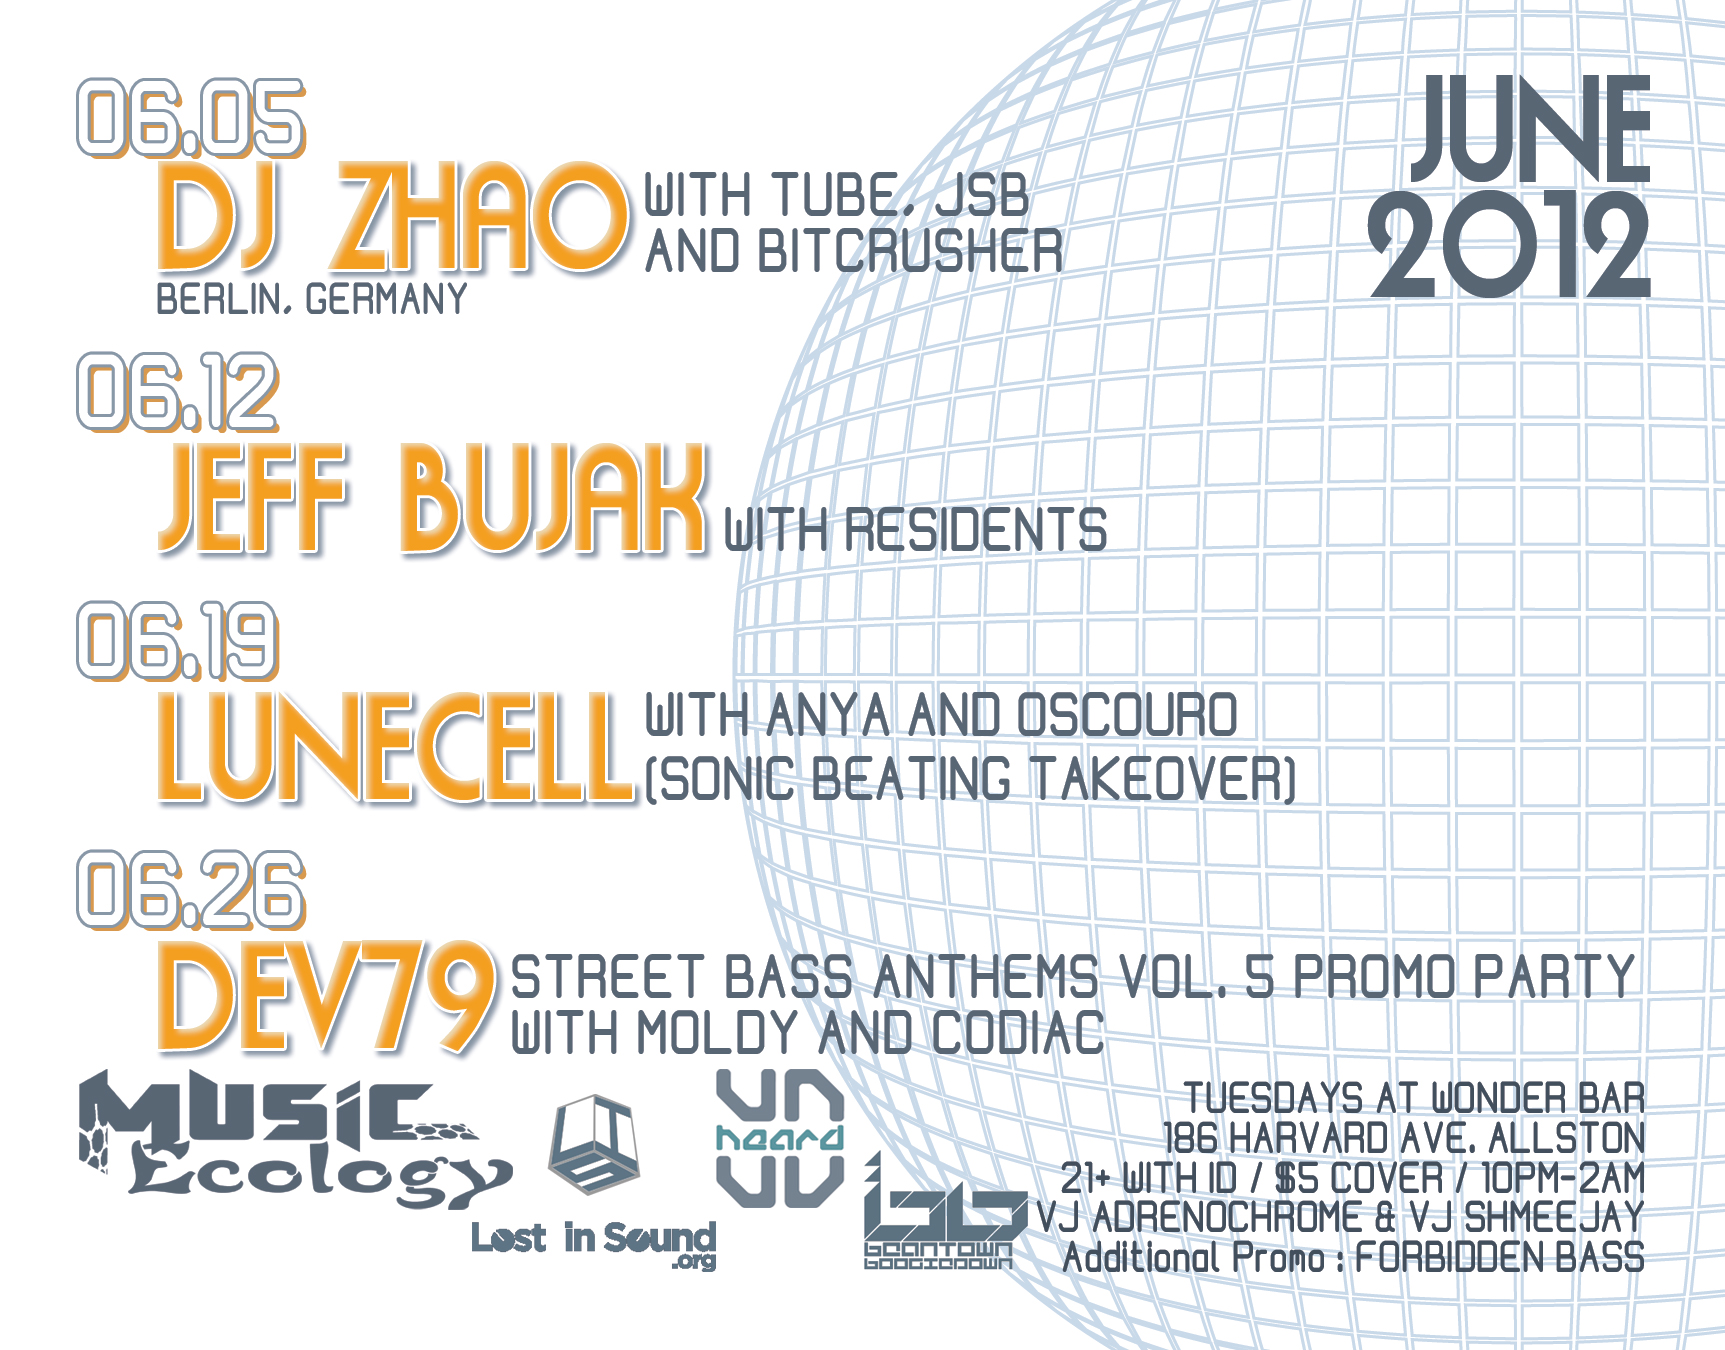 JUNE
2012
06.05
DJ ZHAO
WITH TUBE, JSB
AND BITCRUSHER
BERLIN, GERMANY
06.12
JEFF BUJAK
WITH RESIDENTS
06.19
LUNECELL
WITH ANYA AND OSCOURO
(SONIC BEATING TAKEOVER)
06.26
DEV79
STREET BASS ANTHEMS VOL. 5 PROMO PARTY
WITH MOLDY AND CODIAC
MUSIC
Ecology
Lost in Sound
.org
UN
heard
beantown
boogiedown
TUESDAYS AT WONDER BAR
186 HARVARD AVE. ALLSTON
21+ WITH ID / $5 COVER / 10PM-2AM
VJ ADRENOCHROME & VJ SHMEEJAY
Additional Promo : FORBIDDEN BASS